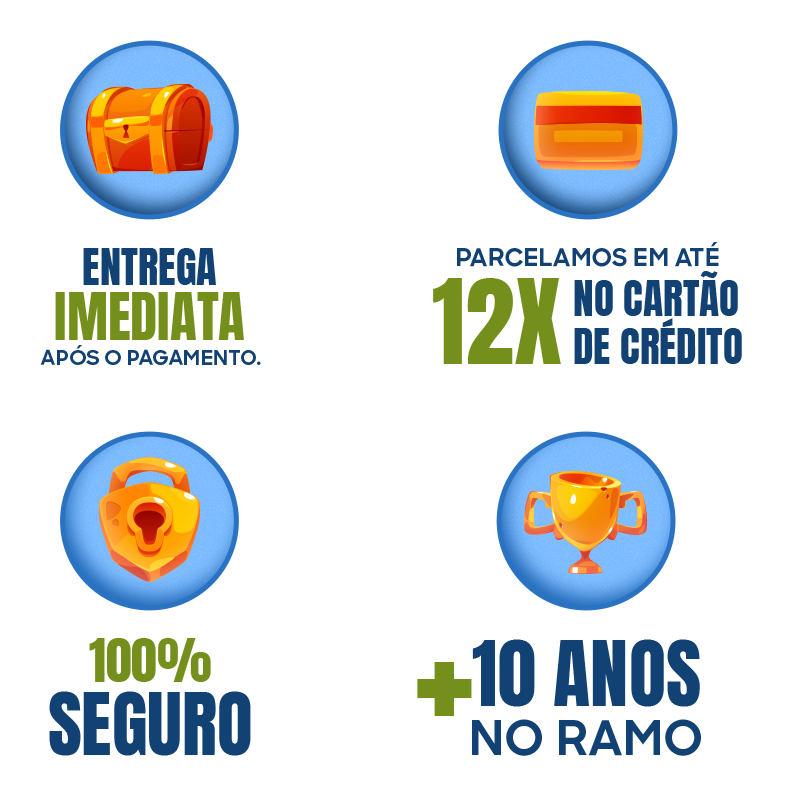 ENTREGA
IMEDIATA
APÓS O PAGAMENTO.
PARCELAMOS EM ATÉ
12X NO CARTÃO
DE CRÉDITO
100%
SEGURO
+10 ANOS
NO RAMO